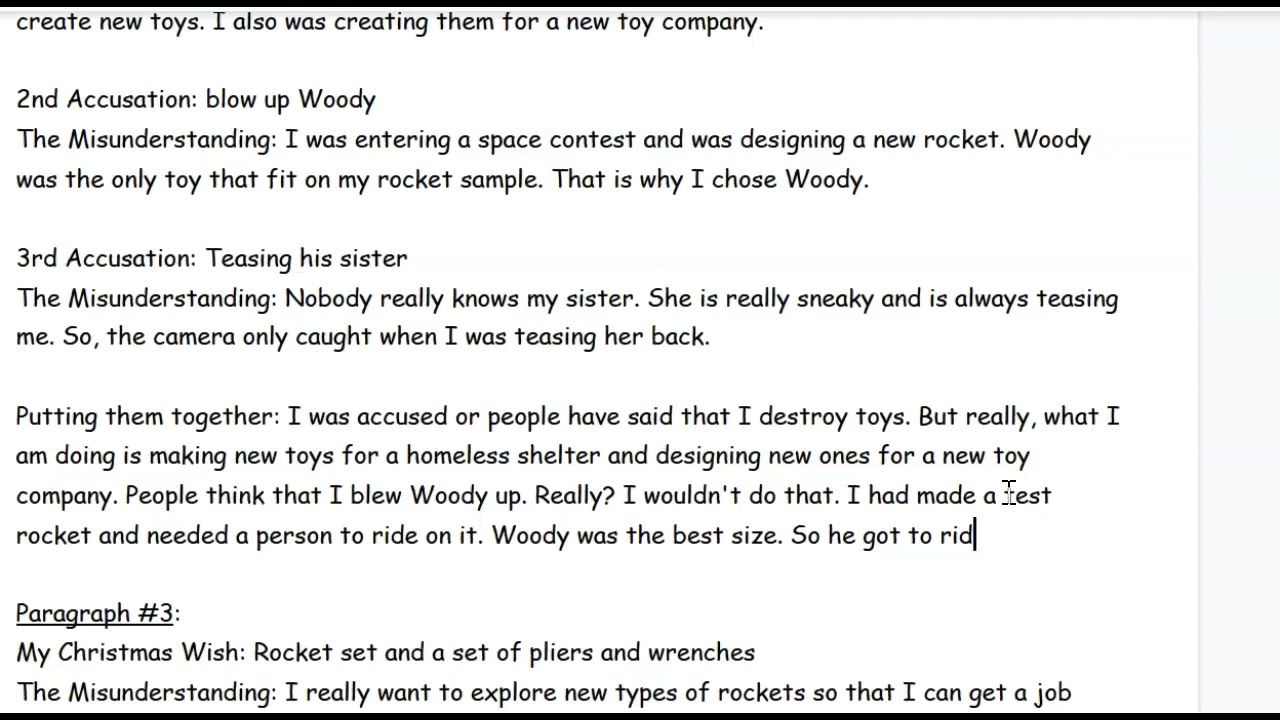 create new toys. I also was creating them for a new toy company.
2nd Accusation: blow up Woody
The Misunderstanding: I was entering a space contest and was designing a new rocket. Woody
was the only toy that fit on my rocket sample. That is why I chose Woody.
3rd Accusation: Teasing his sister
The Misunderstanding: Nobody really knows my sister. She is really sneaky and is always teasing
me. So, the camera only caught when I was teasing her back.
Putting them together: I was accused or people have said that I destroy toys. But really, what I
am doing is making new toys for a homeless shelter and designing new ones for a new toy
company. People think that I blew Woody up. Really? I wouldn't do that. I had made a test
rocket and needed a person to ride on it. Woody was the best size. So he got to rid
Paragraph #3:
My Christmas Wish: Rocket set and a set of pliers and wrenches
The Misunderstanding: I really want to explore new types of rockets so that I can get a job